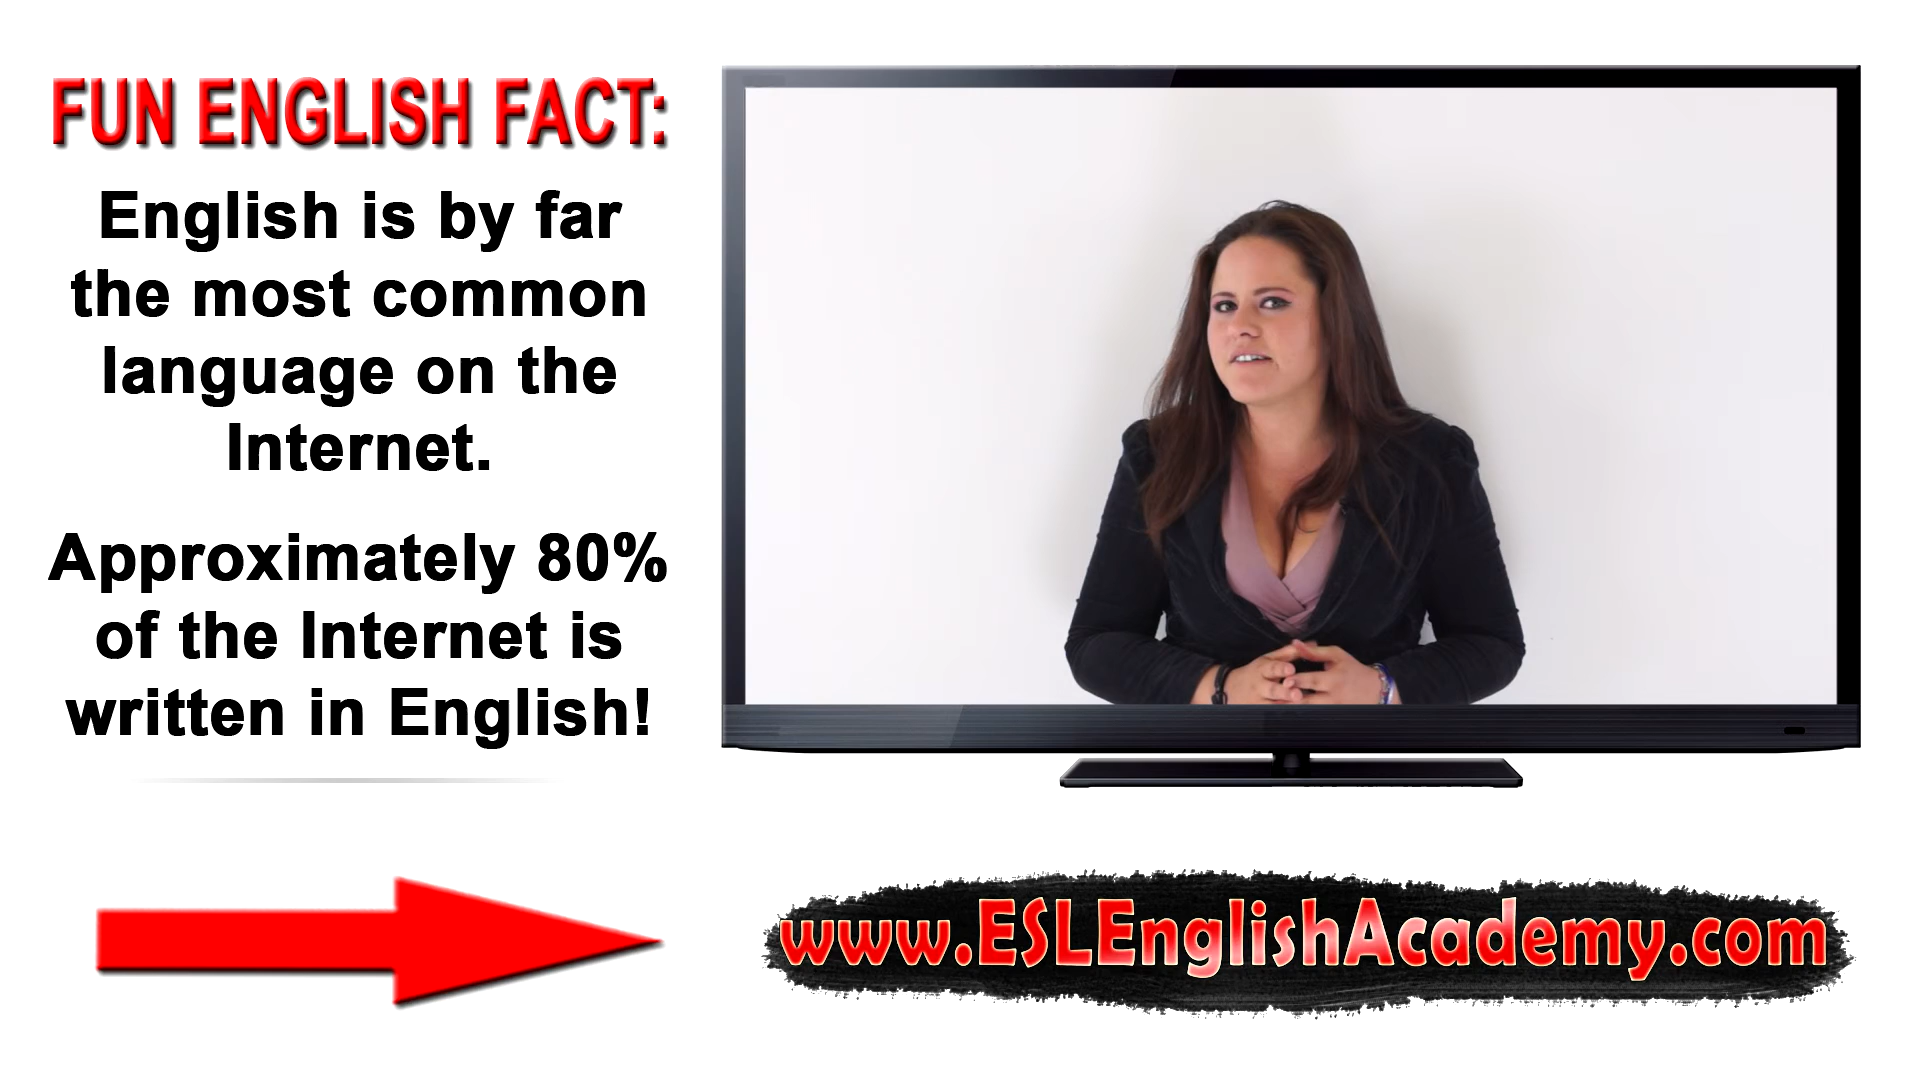 FUN ENGLISH FACT:
English is by far
the most common
language on the
Internet.
Approximately 80%
of the Internet is
written in English!
www.ESLEnglishAcademy.com